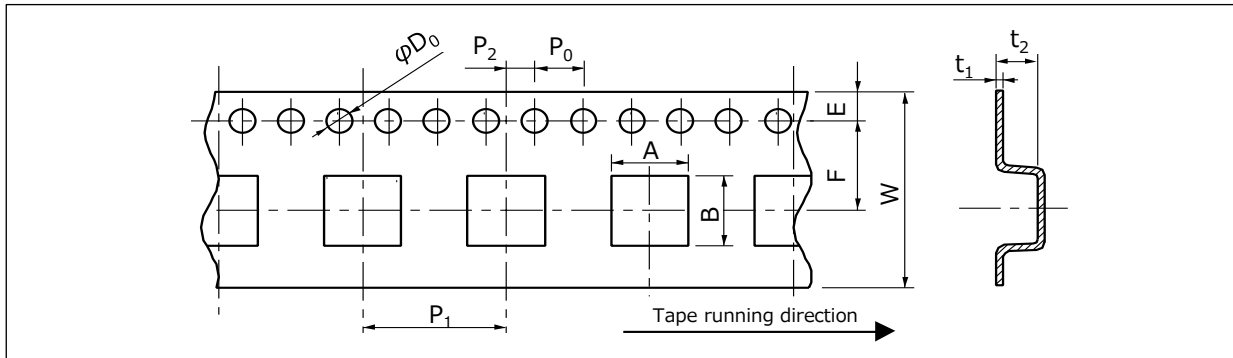 φD₀
P₂
P₀
t₂
t₁
E
A
F
W
B
P₁
Tape running direction